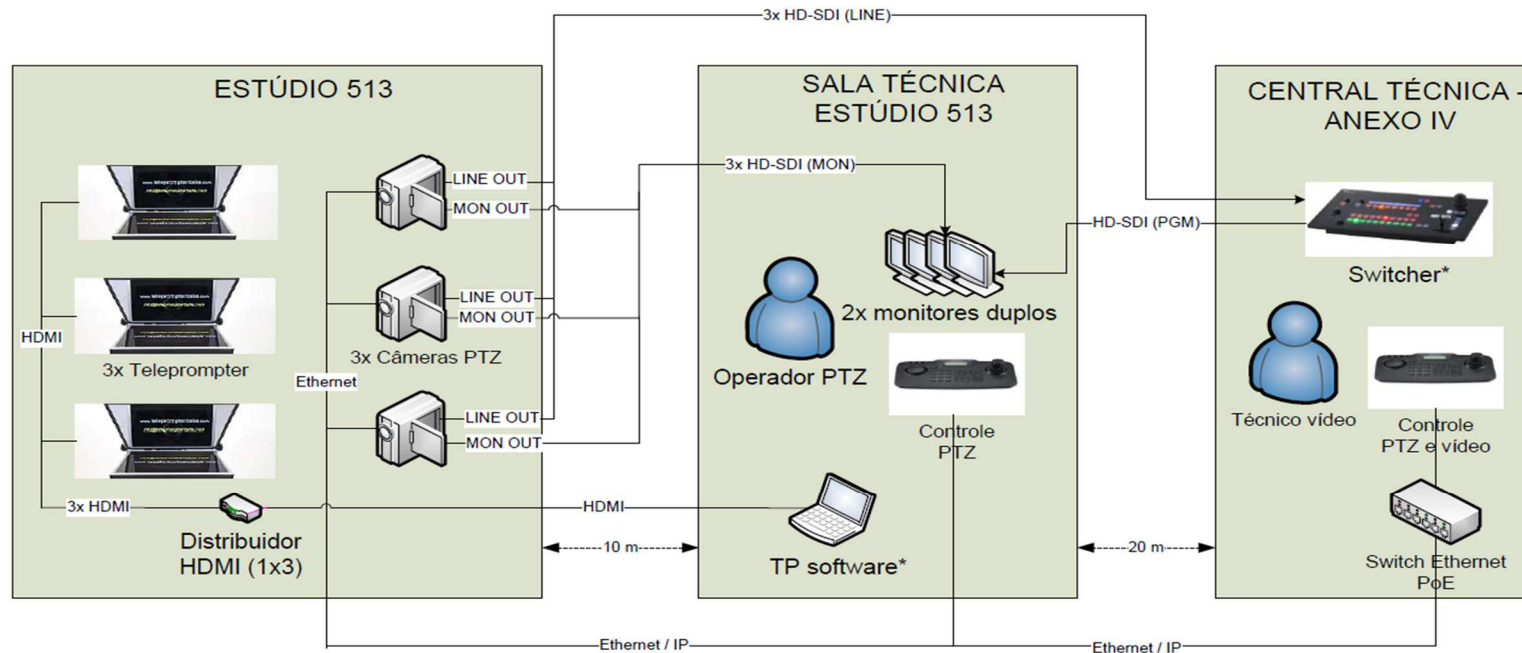 3x HD-SDI (LINE)
ESTÚDIO 513
LINE OUT
MON OUT
LINE OUT
MON OUT
HDMI
3x Teleprompter
3x Câmeras PTZ
Ethernet
LINE OUT
MON OUT
3x HDMI
Distribuidor
HDMI (1x3)
HDMI
10 m
SALA TÉCNICA
ESTÚDIO 513
3x HD-SDI (MON)
HD-SDI (PGM)
2x monitores duplos
Operador PTZ
Controle
PTZ
TP software*
20 m
CENTRAL TÉCNICA -
ANEXO IV
Switcher*
Técnico vídeo
Controle
PTZ e vídeo
Switch Ethernet
PoE
Ethernet / IP
Ethernet / IP